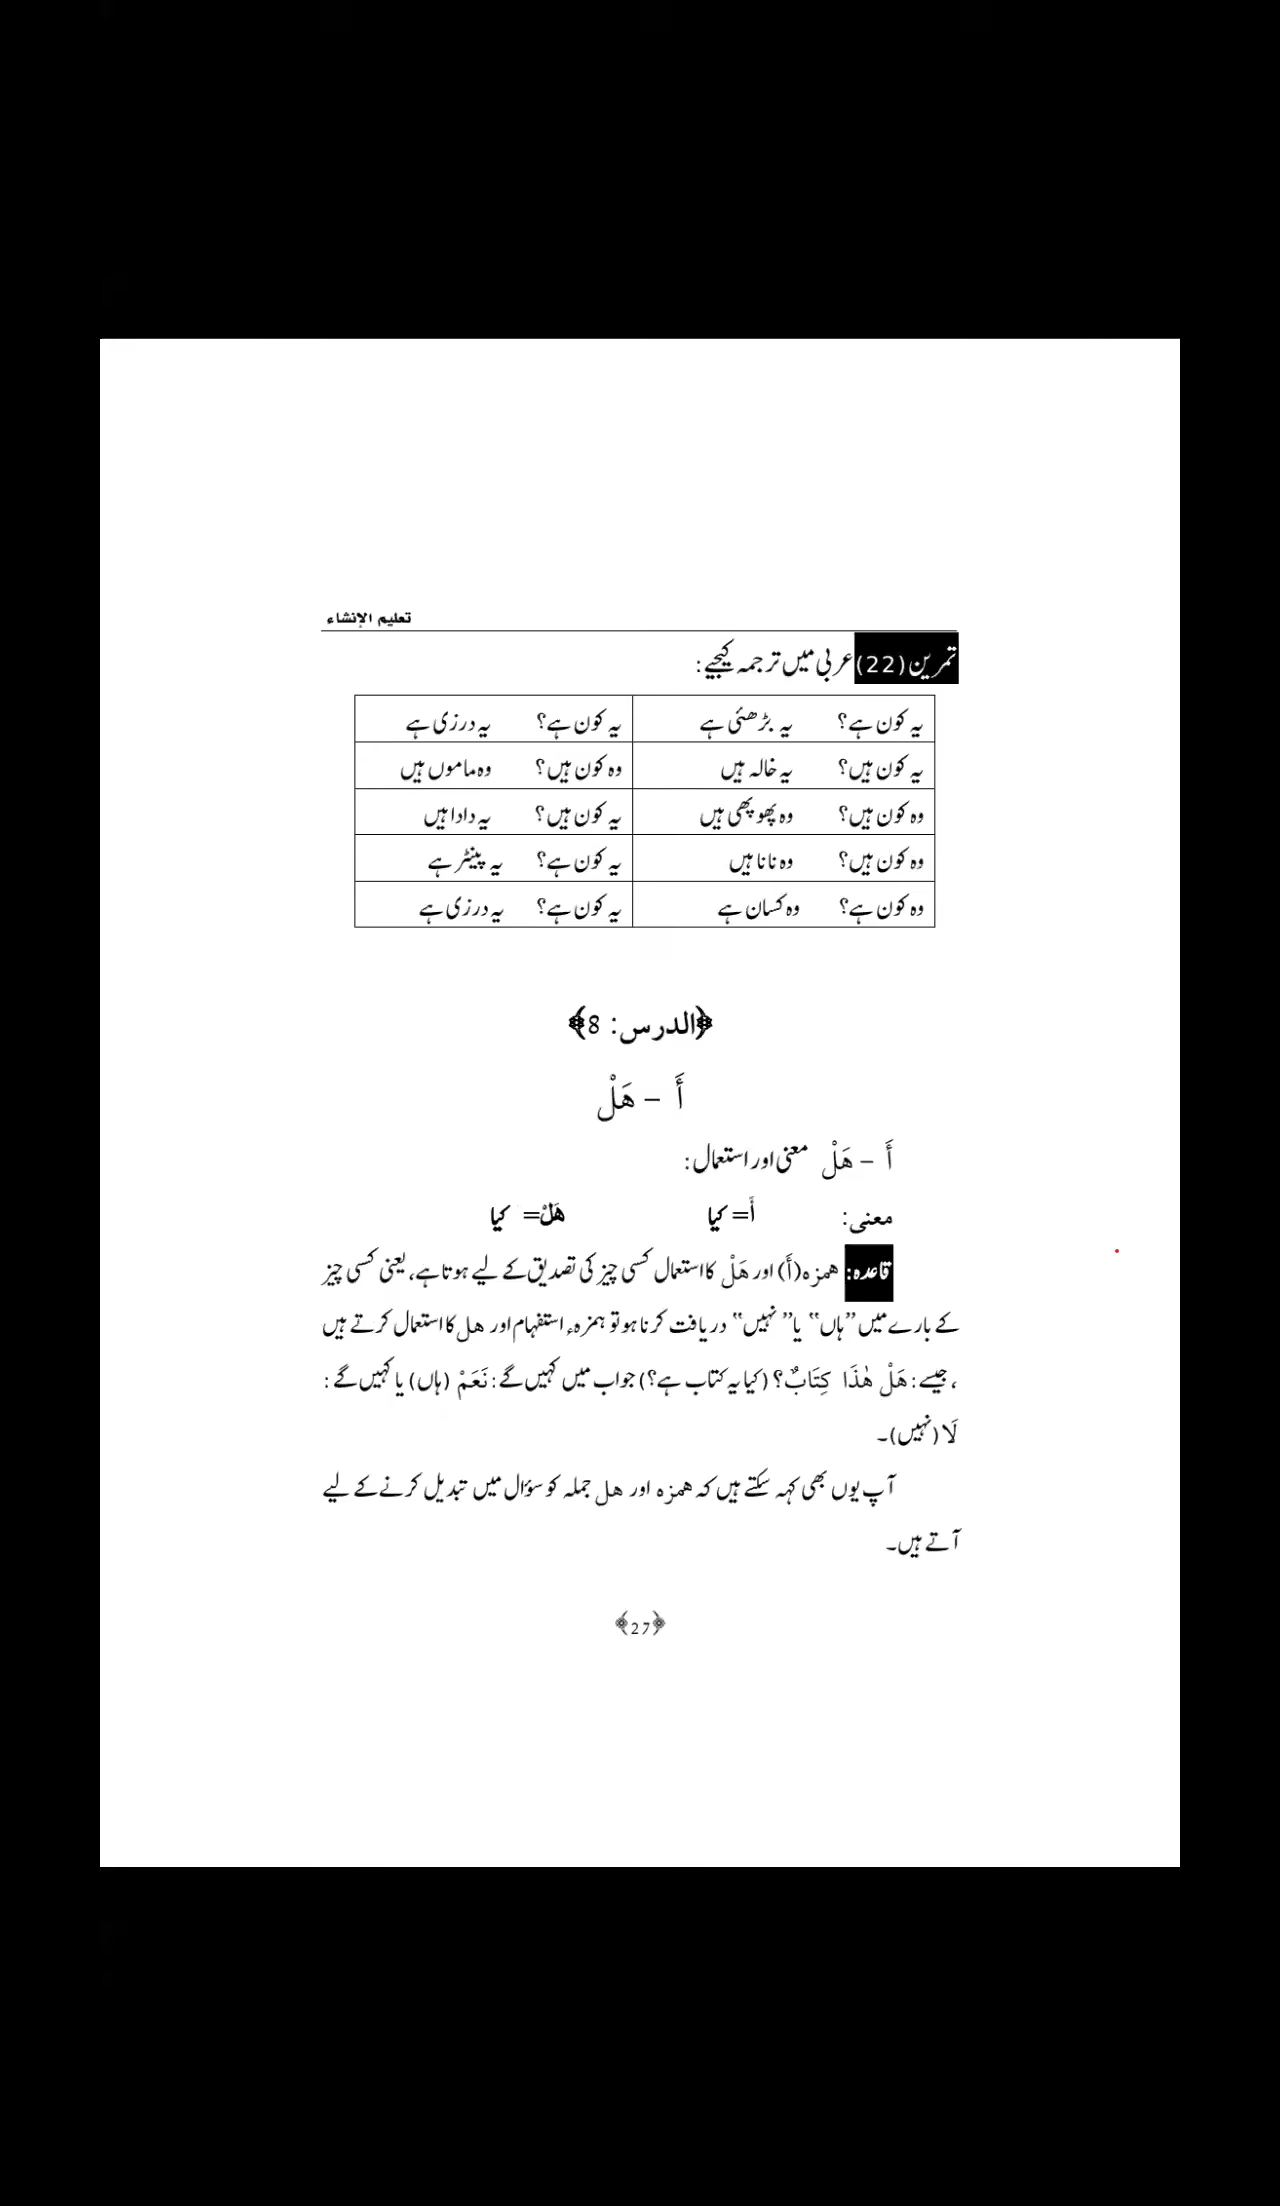 تعليم الإنشاء
تمرین (22) عربی میں ترجمہ کیجیے :
یہ کون ہے؟ یہ بڑھئی ہے یہ کون ہے؟ یہ درزی ہے
یہ کون ہیں؟ یہ خالہ ہیں وہ کون ہیں؟ وہ ماموں ہیں
وہ کون ہیں؟ وہ پھوپھی ہیں یہ کون ہیں؟ یہ دادا ہیں
وہ کون ہیں؟ وہ نانا ہیں یہ کون ہے؟ یہ پینٹر ہے
وہ کون ہے؟ وہ کسان ہے یہ کون ہے؟ یہ درزی ہے
﴿الدرس: 8﴾
أَ – هَلْ
أَ – هَلْ معنی اور استعمال :
معنی: أَ = کیا هَلْ = کیا
قاعدہ: ہمزہ (أَ) اور هَلْ کا استعمال کسی چیز کی تصدیق کے لیے ہوتا ہے، یعنی کسی چیز
کے بارے میں ”ہاں“ یا ”نہیں“ دریافت کرنا ہو تو ہمزہء استفہام اور هل کا استعمال کرتے ہیں
، جیسے : هَلْ هٰذَا كِتَابٌ؟ (کیا یہ کتاب ہے؟) جواب میں کہیں گے : نَعَمْ (ہاں) یا کہیں گے :
لَا (نہیں)۔
آپ یوں بھی کہہ سکتے ہیں کہ ہمزہ اور هل جملہ کو سؤال میں تبدیل کرنے کے لیے
آتے ہیں۔
﴿27﴾